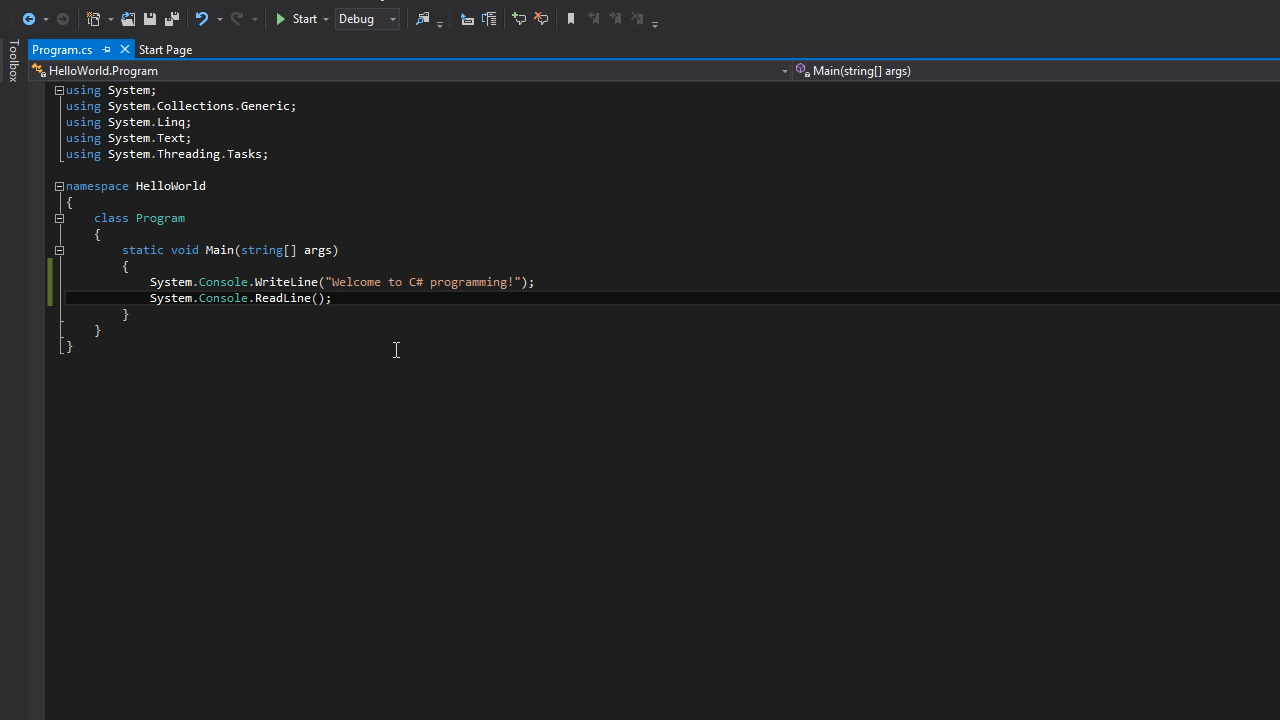 Start Debug
Toolbox
Program.cs Start Page
HelloWorld.Program Main(string[] args)
using System;
using System.Collections.Generic;
using System.Linq;
using System.Text;
using System.Threading.Tasks;
namespace HelloWorld
{
class Program
{
static void Main(string[] args)
{
System.Console.WriteLine("Welcome to C# programming!");
System.Console.ReadLine();
}
}
}